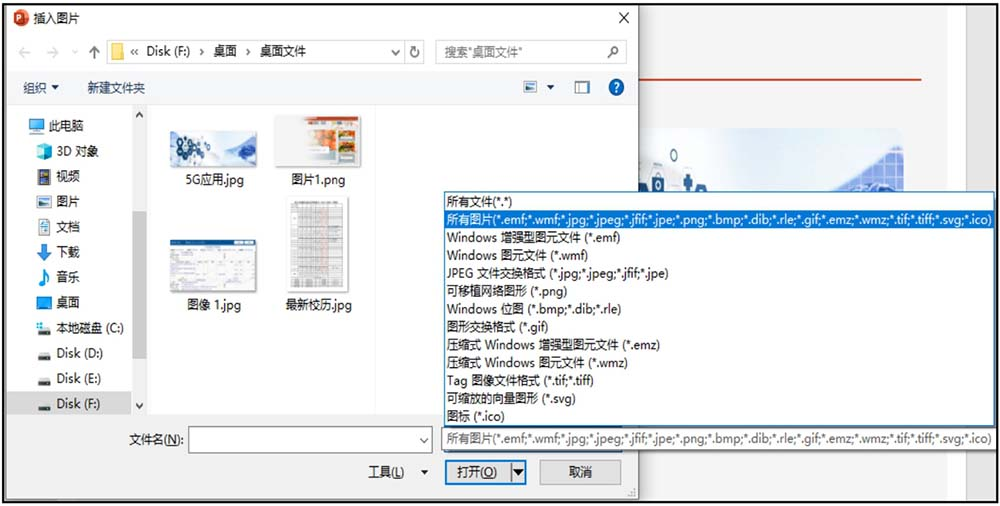 插入图片
« Disk (F:) › 桌面 › 桌面文件
搜索"桌面文件"
组织
新建文件夹
此电脑
3D 对象
视频
图片
文档
下载
音乐
桌面
本地磁盘 (C:)
Disk (D:)
Disk (E:)
Disk (F:)
5G应用.jpg
图片1.png
图像 1.jpg
最新校历.jpg
所有文件(*.*)
所有图片(*.emf;*.wmf;*.jpg;*.jpeg;*.jfif;*.jpe;*.png;*.bmp;*.dib;*.rle;*.gif;*.emz;*.wmz;*.tif;*.tiff;*.svg;*.ico)
Windows 增强型图元文件 (*.emf)
Windows 图元文件 (*.wmf)
JPEG 文件交换格式 (*.jpg;*.jpeg;*.jfif;*.jpe)
可移植网络图形 (*.png)
Windows 位图 (*.bmp;*.dib;*.rle)
图形交换格式 (*.gif)
压缩式 Windows 增强型图元文件 (*.emz)
压缩式 Windows 图元文件 (*.wmz)
Tag 图像文件格式 (*.tif;*.tiff)
可缩放的向量图形 (*.svg)
图标 (*.ico)
文件名(N):
所有图片(*.emf;*.wmf;*.jpg;*.jpeg;*.jfif;*.jpe;*.png;*.bmp;*.dib;*.rle;*.gif;*.emz;*.wmz;*.tif;*.tiff;*.svg;*.ico)
工具(L)
打开(O)
取消